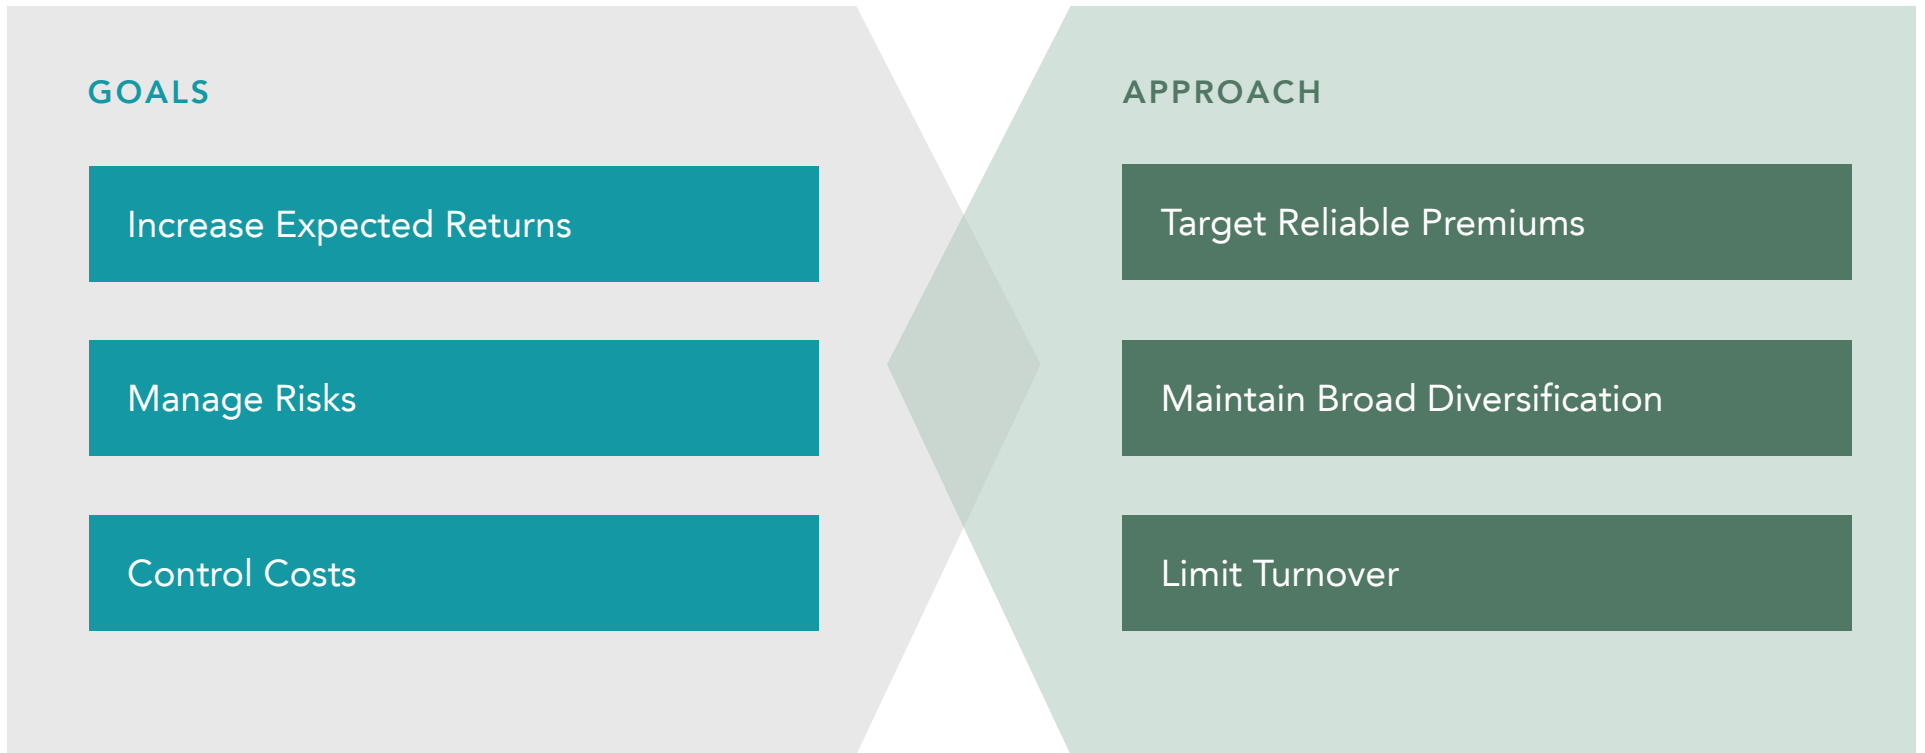 GOALS
Increase Expected Returns
Manage Risks
Control Costs
APPROACH
Target Reliable Premiums
Maintain Broad Diversification
Limit Turnover